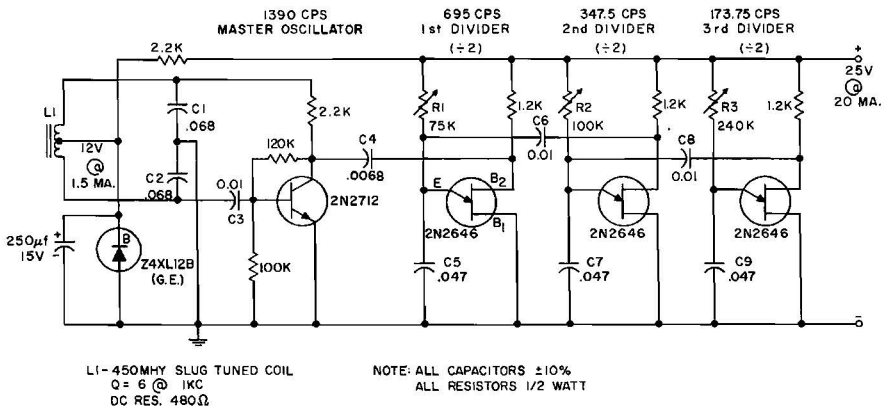 1390 CPS
MASTER OSCILLATOR
695 CPS
1st DIVIDER
(÷2)
347.5 CPS
2nd DIVIDER
(÷2)
173.75 CPS
3rd DIVIDER
(÷2)
2.2K
+
25V
@
20 MA.
L1
C1
.068
12V
@
1.5 MA.
C2
.068
2.2K
120K
C4
.0068
R1
75K
1.2K
C6
0.01
R2
100K
1.2K
C8
0.01
R3
240K
1.2K
0.01
C3
2N2712
100K
E
B2
B1
2N2646
2N2646
2N2646
C5
.047
C7
.047
C9
.047
250µf
15V
+
-
B
Z4XL12B
(G.E.)
-
L1-450MHY SLUG TUNED COIL
Q= 6 @ 1KC
DC RES. 480Ω
NOTE: ALL CAPACITORS ±10%
ALL RESISTORS 1/2 WATT